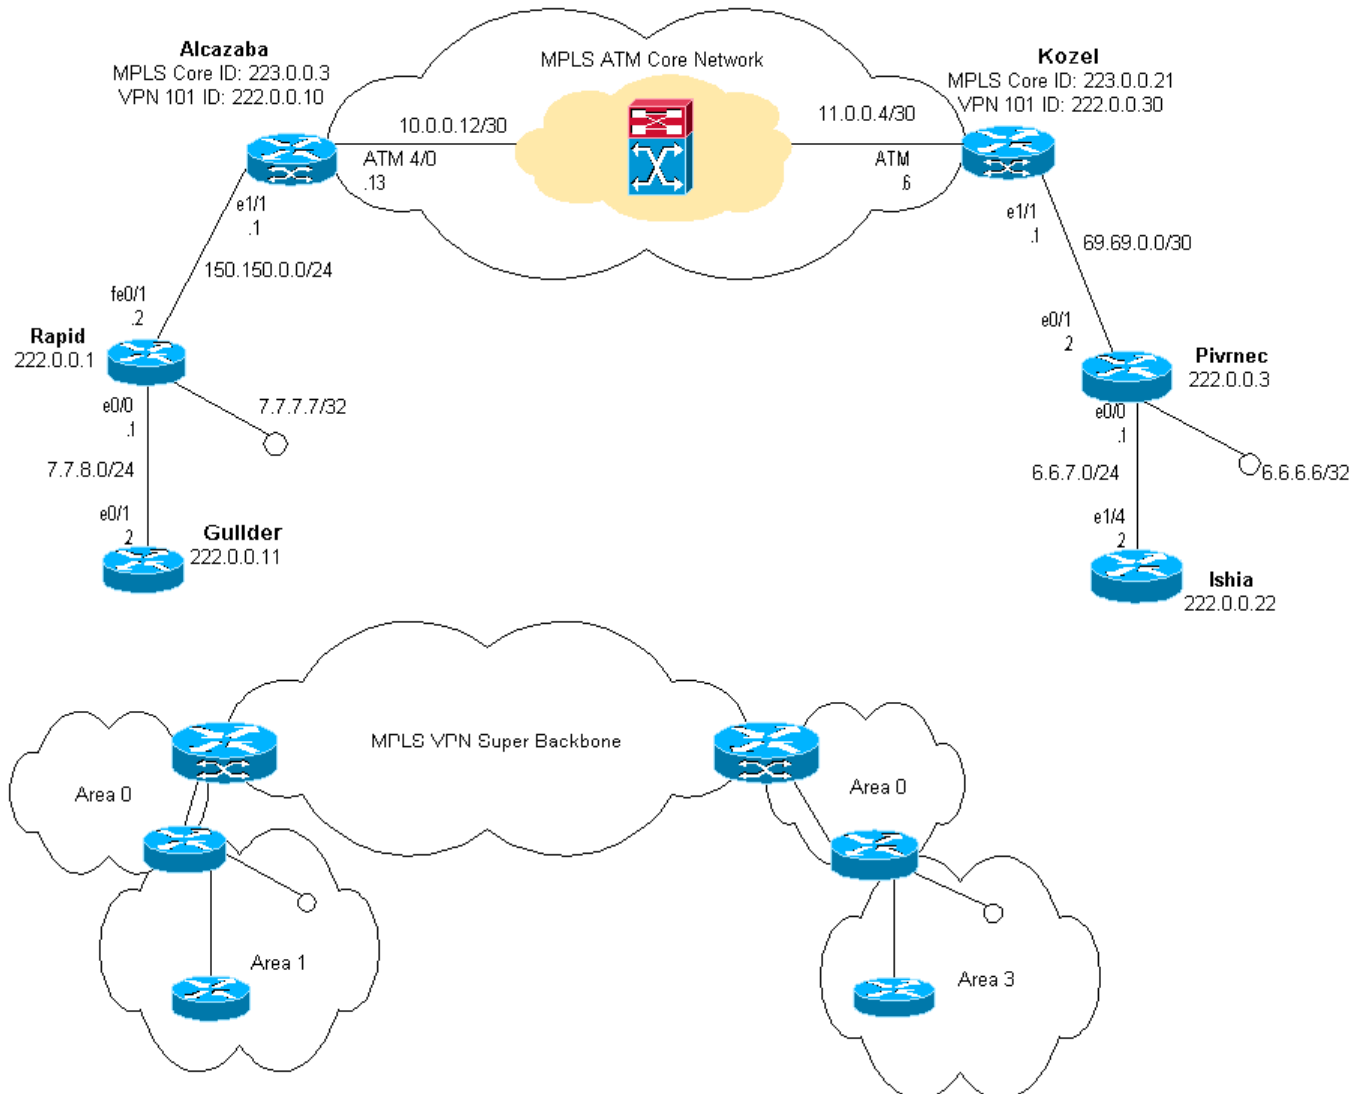 Alcazaba
MPLS Core ID: 223.0.0.3
VPN 101 ID: 222.0.0.10
MPLS ATM Core Network
Kozel
MPLS Core ID: 223.0.0.21
VPN 101 ID: 222.0.0.30
10.0.0.12/30
11.0.0.4/30
ATM 4/0
.13
ATM
.6
e1/1
.1
e1/1
.1
150.150.0.0/24
69.69.0.0/30
fe0/1
.2
e0/1
.2
Rapid
222.0.0.1
Pivrnec
222.0.0.3
e0/0
.1
7.7.7.7/32
e0/0
.1
7.7.8.0/24
6.6.7.0/24
6.6.6.6/32
e0/1
.2
Gullder
222.0.0.11
e1/4
.2
Ishia
222.0.0.22
MPLS VPN Super Backbone
Area 0
Area 0
Area 1
Area 3